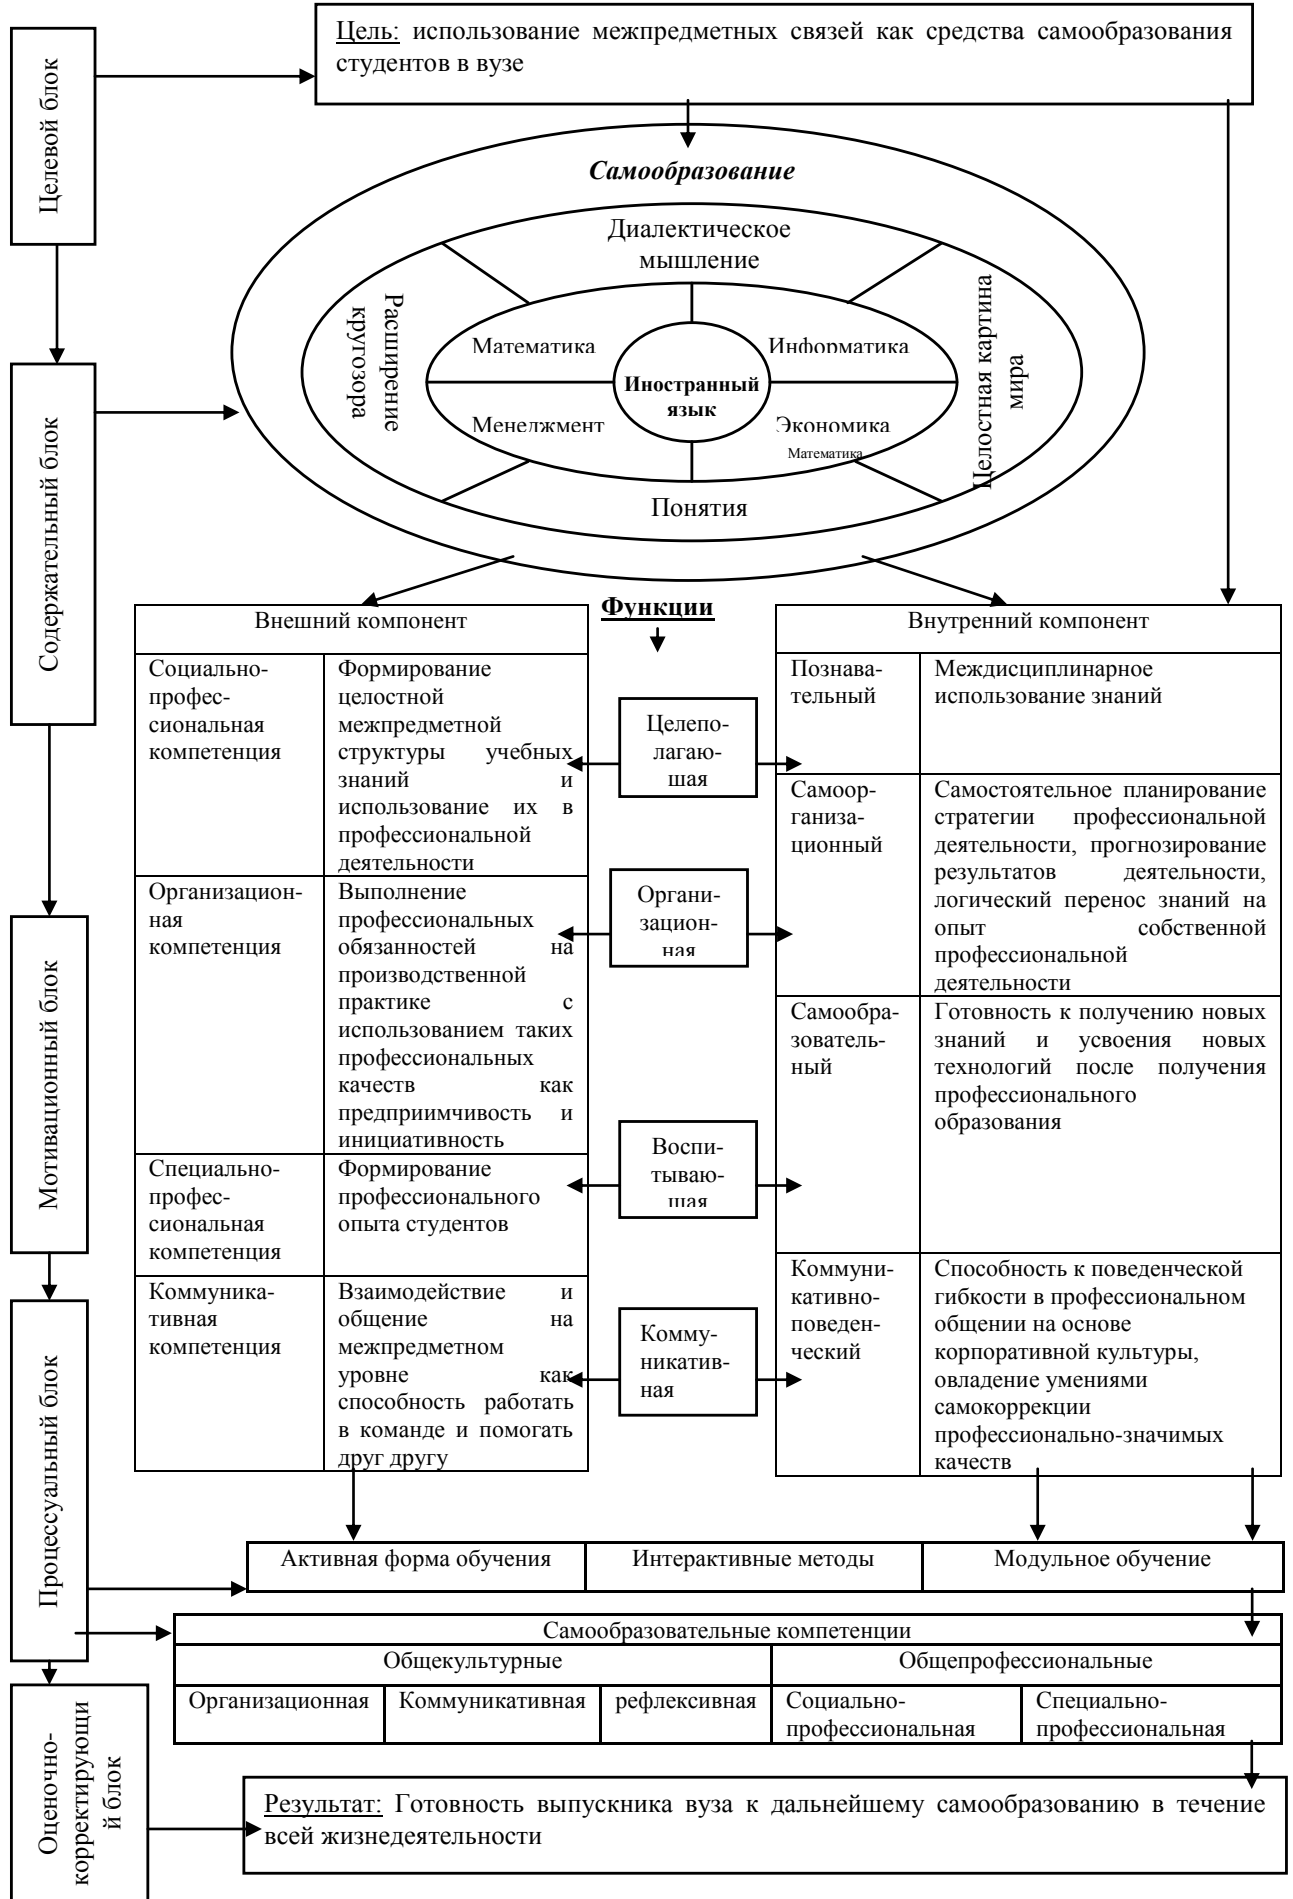 Цель: использование межпредметных связей как средства самообразования
студентов в вузе
Целевой блок
Самообразование
Диалектическое
мышление
Расширение
кругозора
Целостная картина
мира
Математика
Информатика
Иностранный
язык
Менеджмент
Экономика
Математика
Понятия
Содержательный блок
Функции
Внешний компонент
Социально-
професс-
сиональная
компетенция
Формирование
целостной
межпредметной
структуры учебных
знаний и
использование их в
профессиональной
деятельности
Организацион-
ная
компетенция
Выполнение
профессиональных
обязанностей на
производственной
практике с
использованием таких
профессиональных
качеств как
предприимчивость и
инициативность
Специально-
профес-
сиональная
компетенция
Формирование
профессионального
опыта студентов
Коммуника-
тивная
компетенция
Взаимодействие и
общение на
межпредметном
уровне как
способность работать
в команде и помогать
друг другу
Целепо-
лагаю-
шая
Органи-
зацион-
ная
Воспи-
тываю-
шая
Комму-
никатив-
ная
Внутренний компонент
Познава-
тельный
Междисциплинарное
использование знаний
Самоор-
ганиза-
ционный
Самостоятельное планирование
стратегии профессиональной
деятельности, прогнозирование
результатов деятельности,
логический перенос знаний на
опыт собственной
профессиональной
деятельности
Самообра-
зователь-
ный
Готовность к получению новых
знаний и усвоения новых
технологий после получения
профессионального
образования
Коммуни-
кативно-
поведен-
ческий
Способность к поведенческой
гибкости в профессиональном
общении на основе
корпоративной культуры,
овладение умениями
самокоррекции
профессионально-значимых
качеств
Мотивационный блок
Процессуальный блок
Активная форма обучения
Интерактивные методы
Модульное обучение
Самообразовательные компетенции
Общекультурные
Общепрофессиональные
Организационная
Коммуникативная
рефлексивная
Социально-
профессиональная
Специально-
профессиональная
Оценочно-
корректирующи
й блок
Результат: Готовность выпускника вуза к дальнейшему самообразованию в течение
всей жизнедеятельности